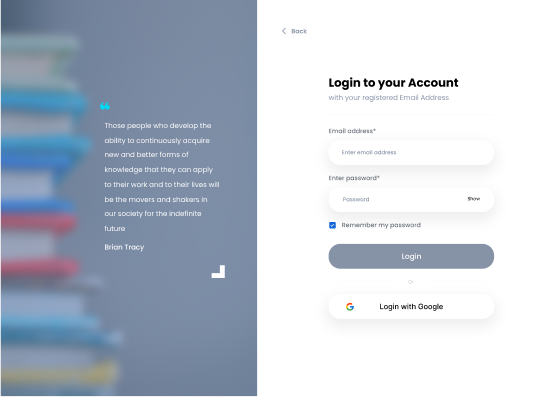 Back
Login to your Account
with your registered Email Address
❝
Those people who develop the
ability to continuously acquire
new and better forms of
knowledge that they can apply
to their work and to their lives will
be the movers and shakers in
our society for the indefinite
future
Brian Tracy
Email address*
Enter email address
Enter password*
Password
Show
Remember my password
Login
Or
Login with Google